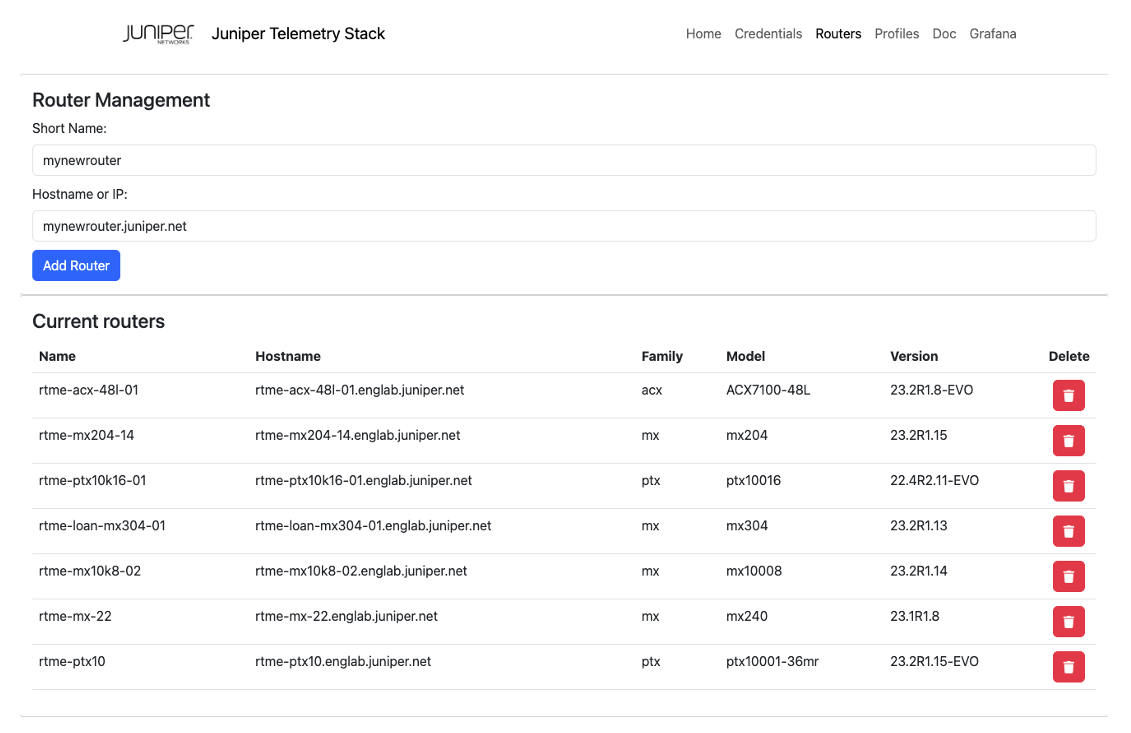 JUNIPER NETWORKS Juniper Telemetry Stack Home Credentials Routers Profiles Doc Grafana
Router Management
Short Name:
mynewrouter
Hostname or IP:
mynewrouter.juniper.net
Add Router
Current routers
Name Hostname Family Model Version Delete
rtme-acx-48l-01 rtme-acx-48l-01.englab.juniper.net acx ACX7100-48L 23.2R1.8-EVO
rtme-mx204-14 rtme-mx204-14.englab.juniper.net mx mx204 23.2R1.15
rtme-ptx10k16-01 rtme-ptx10k16-01.englab.juniper.net ptx ptx10016 22.4R2.11-EVO
rtme-loan-mx304-01 rtme-loan-mx304-01.englab.juniper.net mx mx304 23.2R1.13
rtme-mx10k8-02 rtme-mx10k8-02.englab.juniper.net mx mx10008 23.2R1.14
rtme-mx-22 rtme-mx-22.englab.juniper.net mx mx240 23.1R1.8
rtme-ptx10 rtme-ptx10.englab.juniper.net ptx ptx10001-36mr 23.2R1.15-EVO